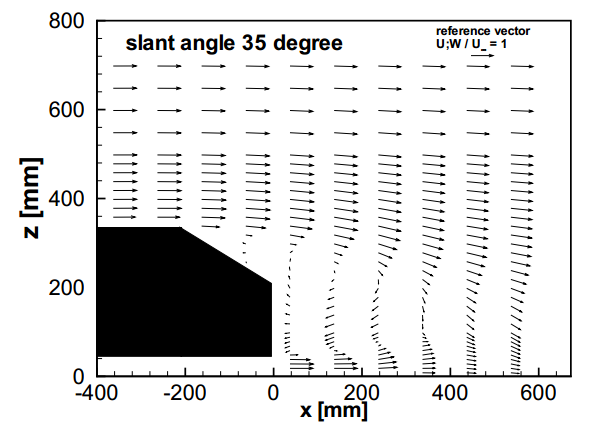 800
600
400
200
0
z [mm]
slant angle 35 degree
reference vector
U;W / U_ = 1
-400 -200 0 200 400 600
x [mm]